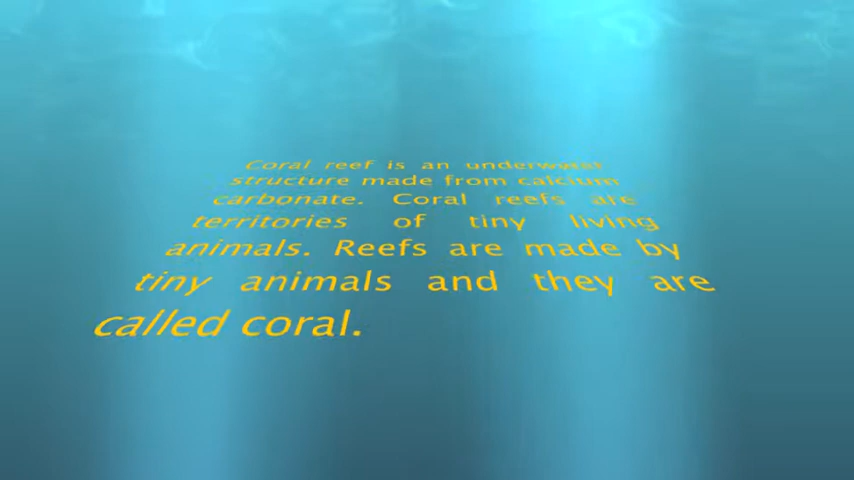 Coral reef is an underwear
structure made from calcium
carbonate. Coral reefs are
territories of tiny living
animals. Reefs are made by
tiny animals and they are
called coral.